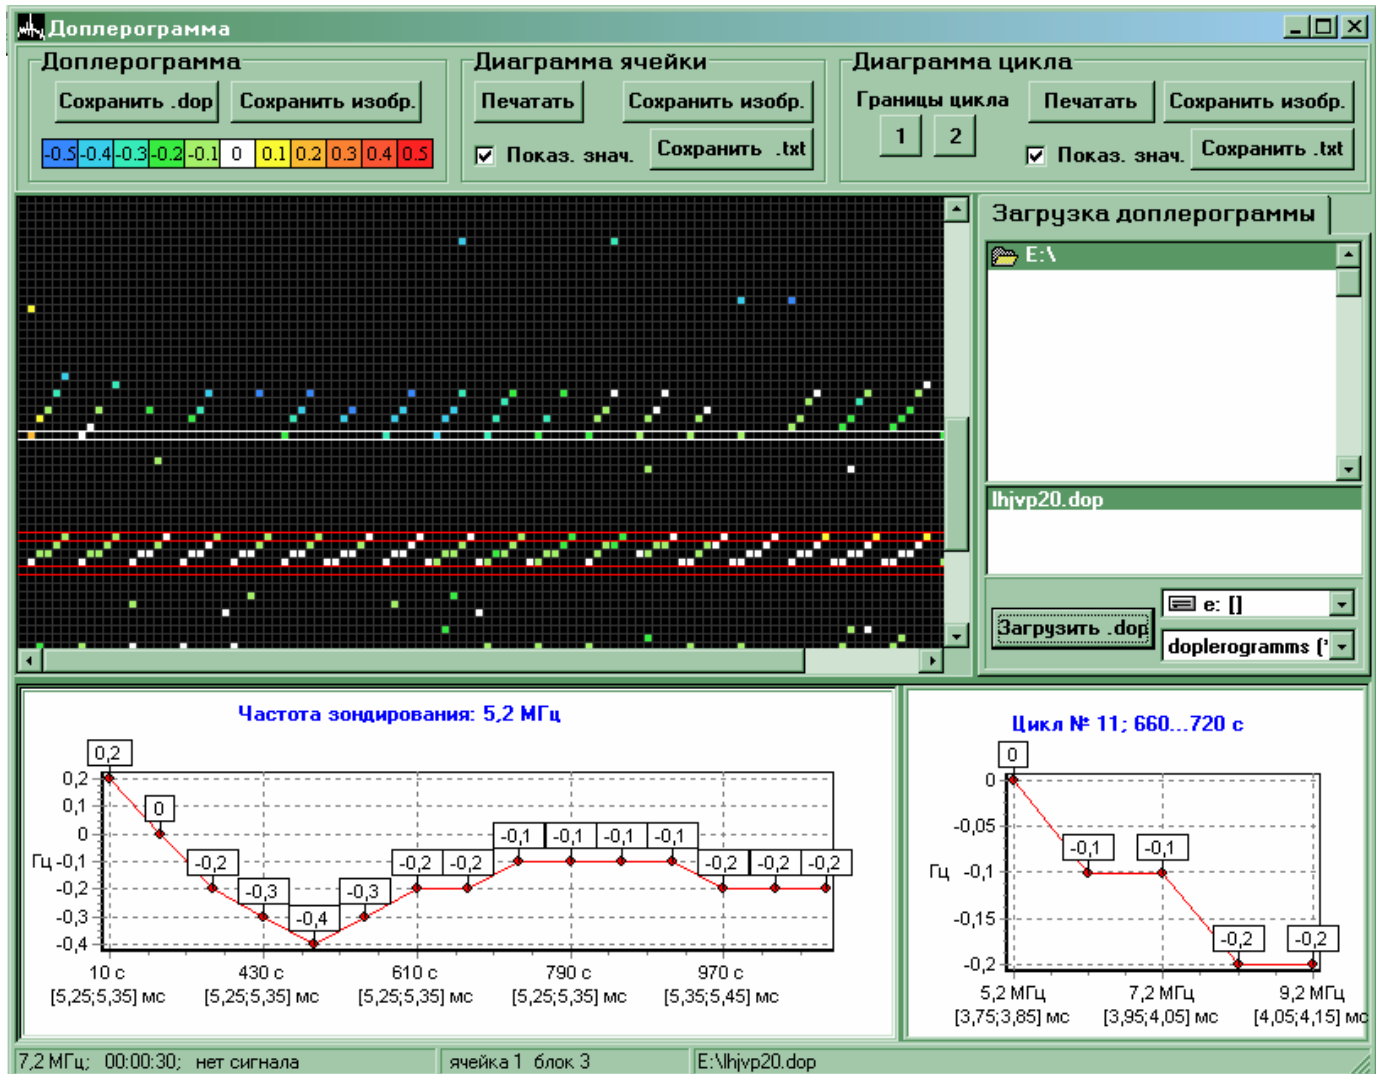 Доплерограмма
Доплерограмма
Сохранить .dop Сохранить изобр.
-0.5 -0.4 -0.3 -0.2 -0.1 0 0.1 0.2 0.3 0.4 0.5
Диаграмма ячейки
Печатать Сохранить изобр.
Показ. знач. Сохранить .txt
Диаграмма цикла
Границы цикла Печатать Сохранить изобр.
1 2 Показ. знач. Сохранить .txt
Загрузка доплерограммы
E:\
lhjvp20.dop
Загрузить .dop
e: []
doplerogramms (*
Частота зондирования: 5,2 МГц
0,2 0 -0,2 -0,3 -0,4 -0,3 -0,2 -0,2 -0,1 -0,1 -0,1 -0,1 -0,2 -0,2 -0,2
0,2
0,1
0
Гц -0,1
-0,2
-0,3
-0,4
10 с 430 с 610 с 790 с 970 с
[5,25;5,35] мс [5,25;5,35] мс [5,25;5,35] мс [5,25;5,35] мс [5,35;5,45] мс
Цикл № 11; 660...720 с
0 -0,1 -0,1 -0,2 -0,2
0
-0,05
Гц -0,1
-0,15
-0,2
5,2 МГц 7,2 МГц 9,2 МГц
[3,75;3,85] мс [3,95;4,05] мс [4,05;4,15] мс
7,2 МГц; 00:00:30; нет сигнала ячейка 1 блок 3 E:\lhjvp20.dop